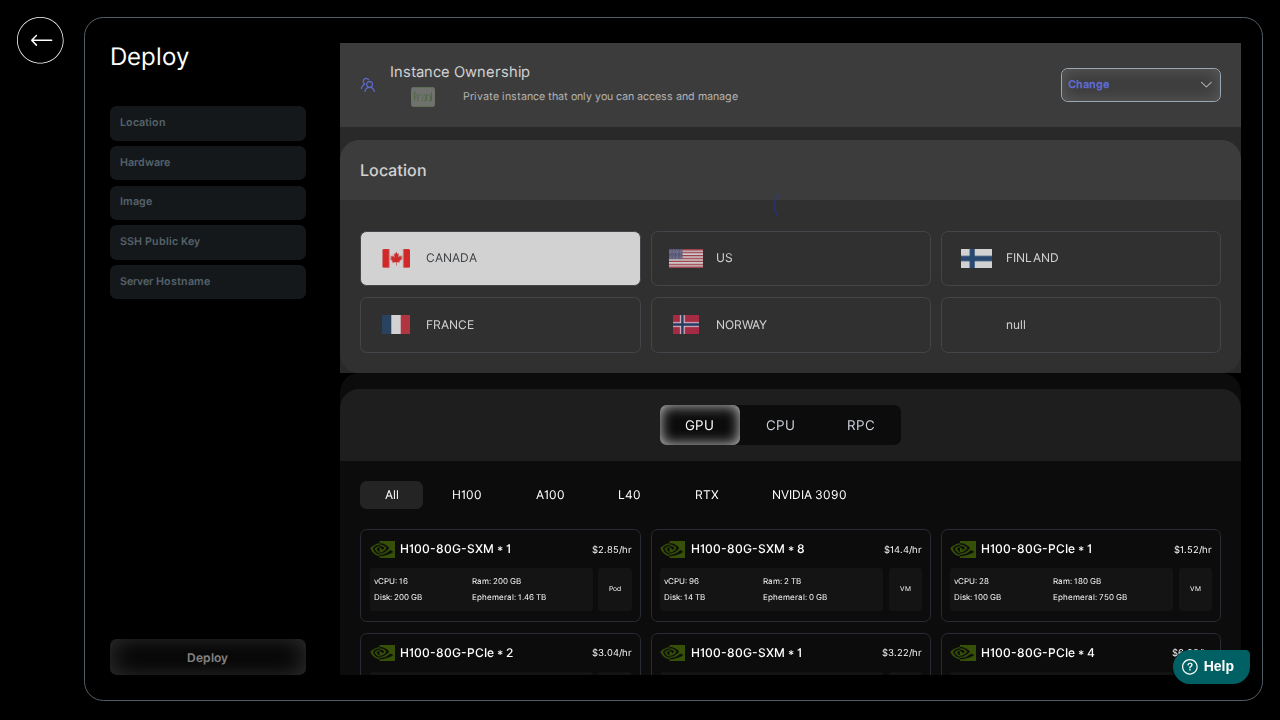 Deploy
Location
Hardware
Image
SSH Public Key
Server Hostname
Deploy
Instance Ownership
Private instance that only you can access and manage
Change
Location
CANADA
US
FINLAND
FRANCE
NORWAY
null
GPU
CPU
RPC
All
H100
A100
L40
RTX
NVIDIA 3090
H100-80G-SXM * 1
$2.85/hr
vCPU: 16
Ram: 200 GB
Disk: 200 GB
Ephemeral: 1.46 TB
Pod
H100-80G-SXM * 8
$14.4/hr
vCPU: 96
Ram: 2 TB
Disk: 14 TB
Ephemeral: 0 GB
VM
H100-80G-PCIe * 1
$1.52/hr
vCPU: 28
Ram: 180 GB
Disk: 100 GB
Ephemeral: 750 GB
VM
H100-80G-PCIe * 2
$3.04/hr
H100-80G-SXM * 1
$3.22/hr
H100-80G-PCIe * 4
Help